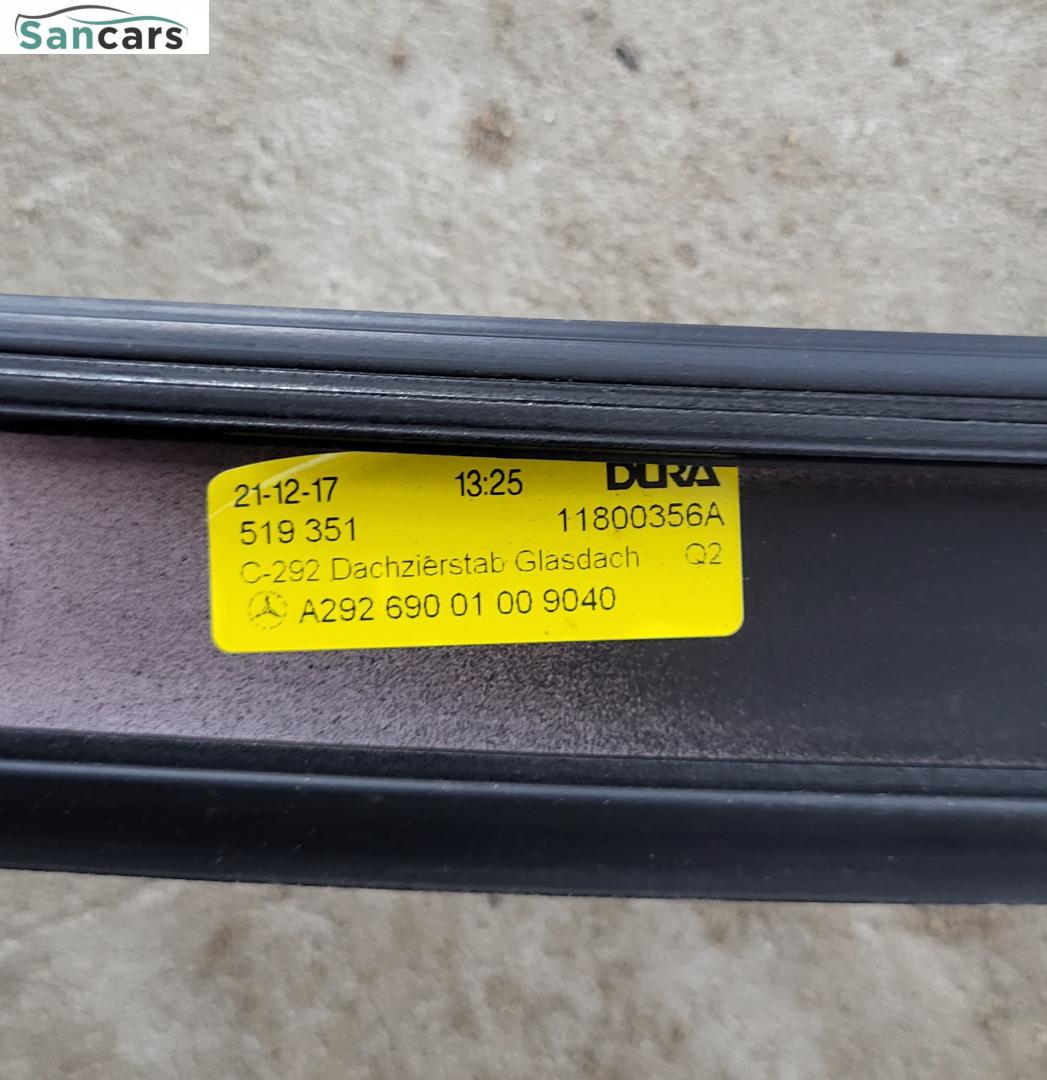 Sancars
21-12-17 13:25 DURA
519 351 11800356A
C-292 Dachzierstab Glasdach Q2
A292 690 01 00 9040